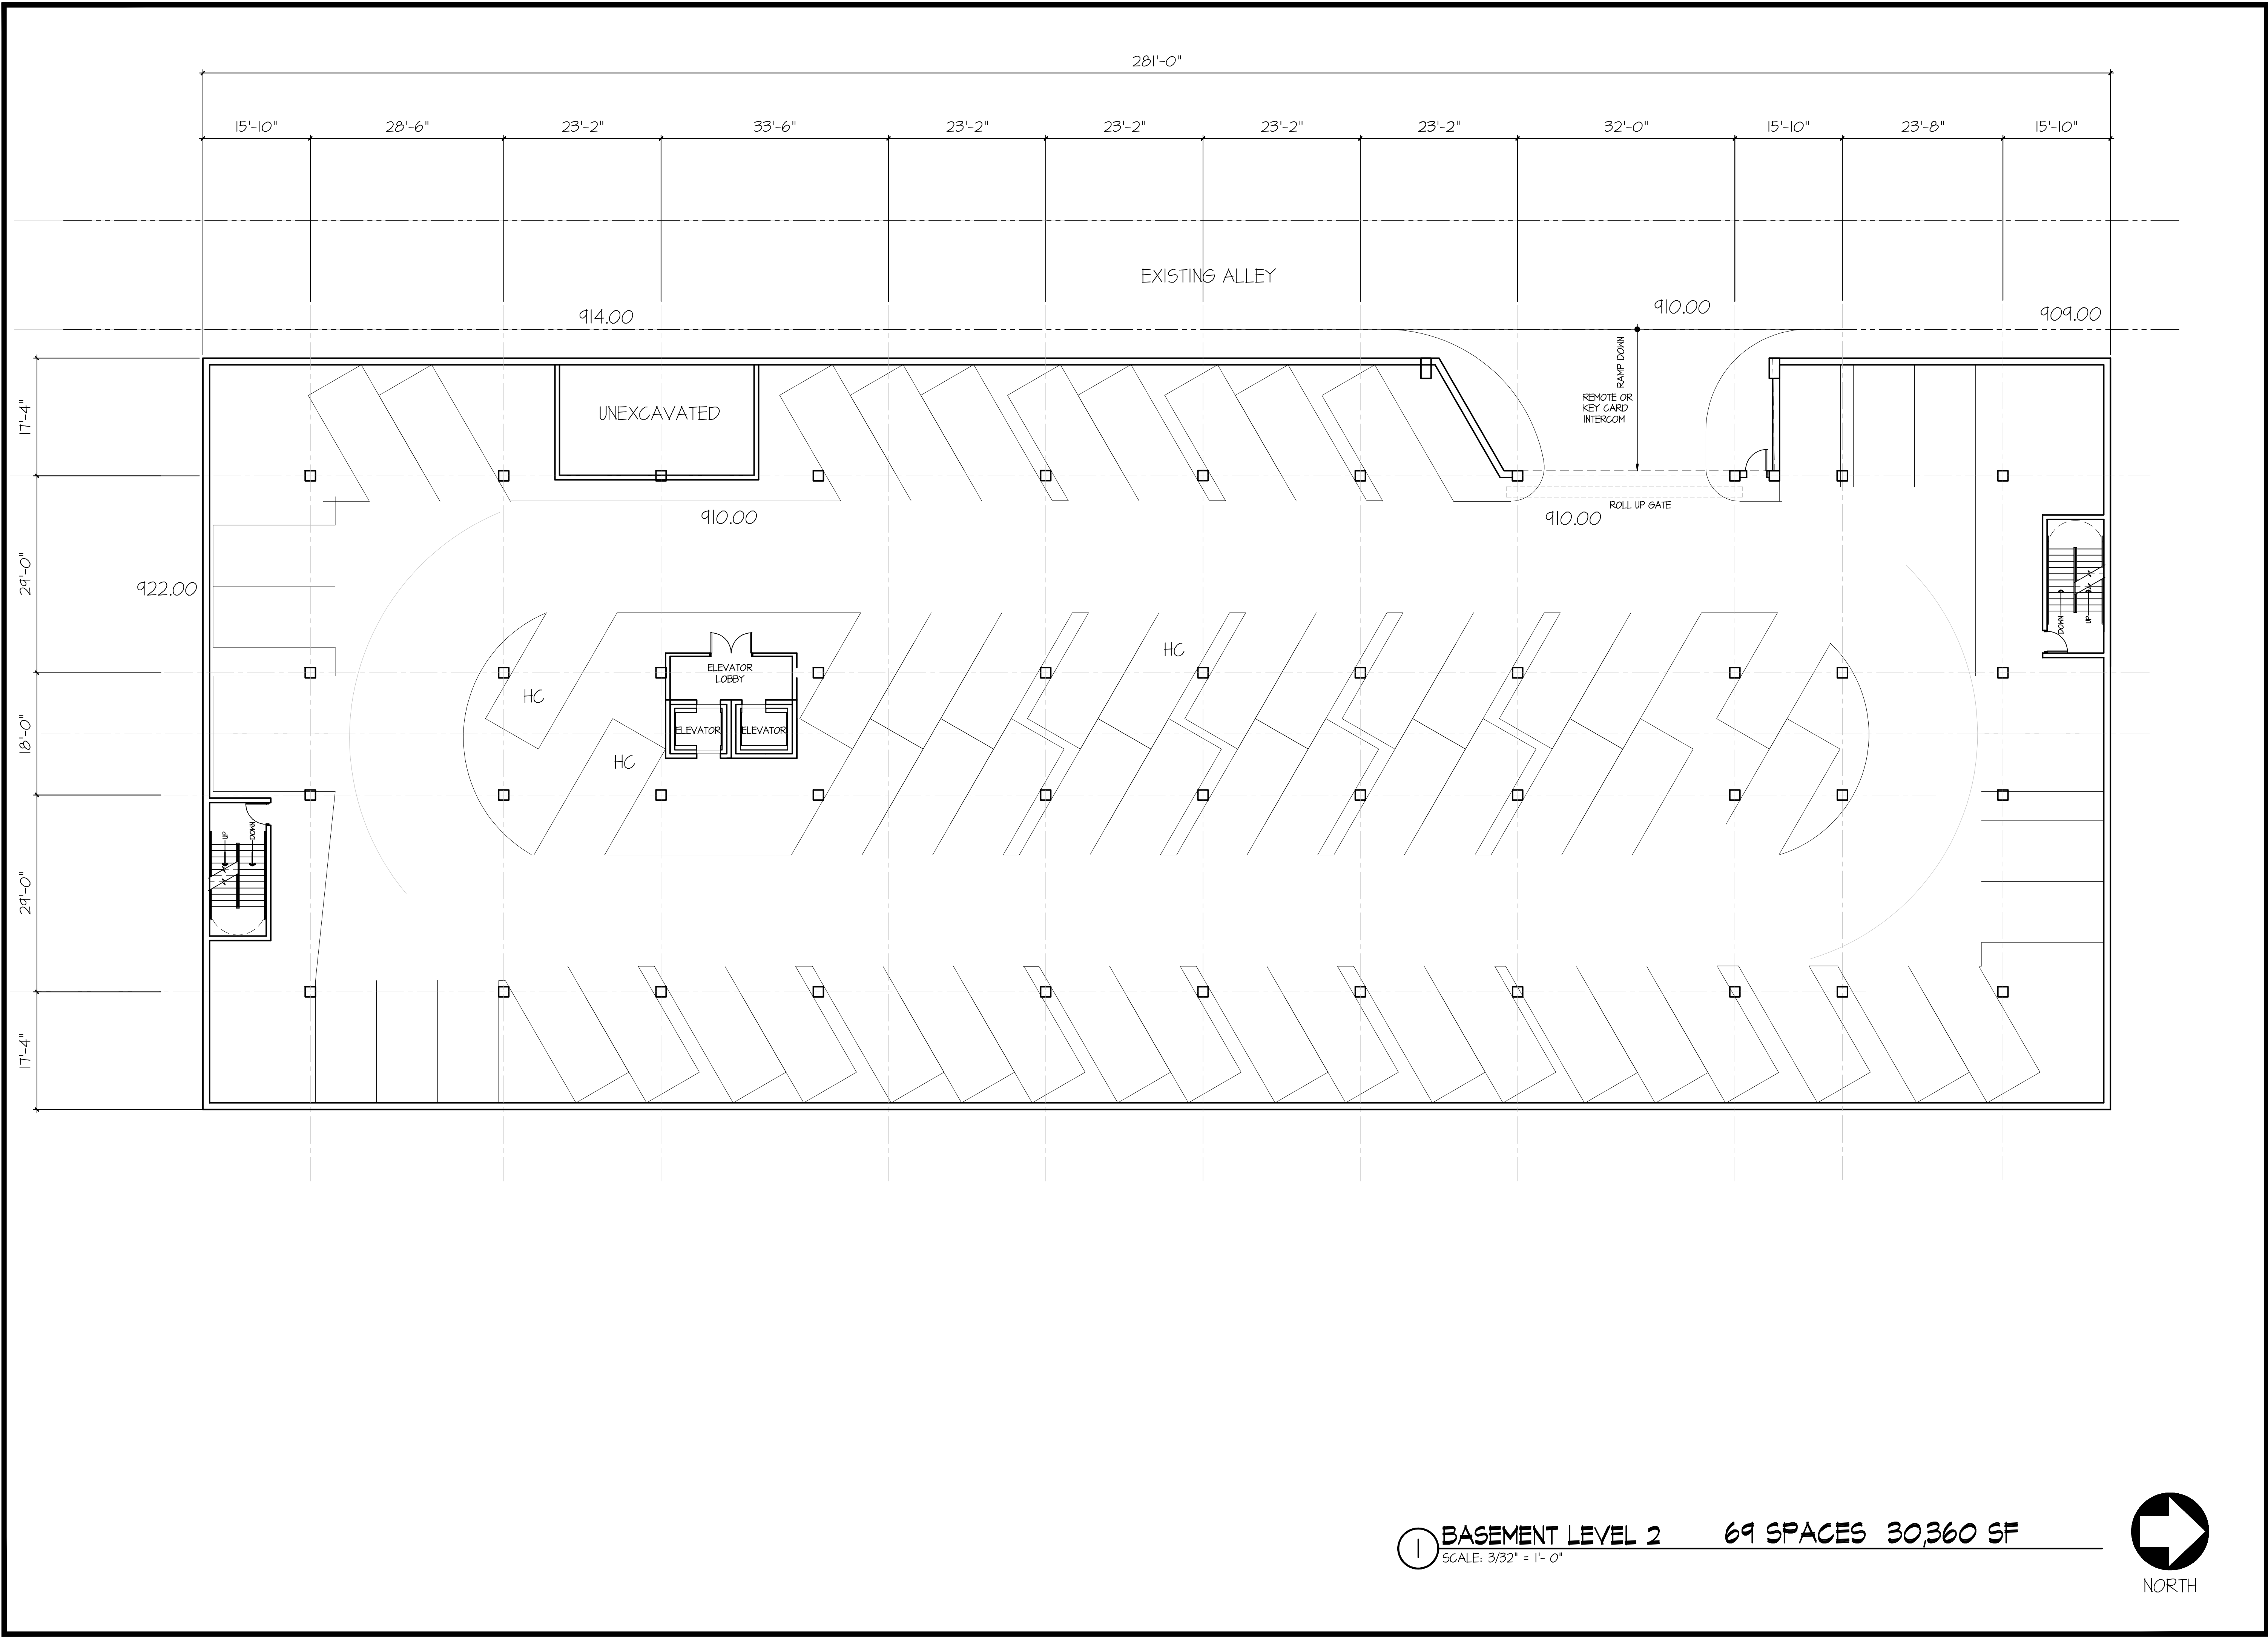 281'-0"
15'-10" 28'-6" 23'-2" 33'-6" 23'-2" 23'-2" 23'-2" 23'-2" 32'-0" 15'-10" 23'-8" 15'-10"
EXISTING ALLEY
914.00
910.00
909.00
RAMP DOWN
REMOTE OR
KEY CARD
INTERCOM
17'-4"
UNEXCAVATED
910.00
910.00
ROLL UP GATE
29'-0"
922.00
DOWN
UP
HC
ELEVATOR
LOBBY
HC
18'-0"
ELEVATOR
ELEVATOR
HC
UP
DOWN
29'-0"
17'-4"
1
BASEMENT LEVEL 2 69 SPACES 30,360 SF
SCALE: 3/32" = 1'- 0"
NORTH